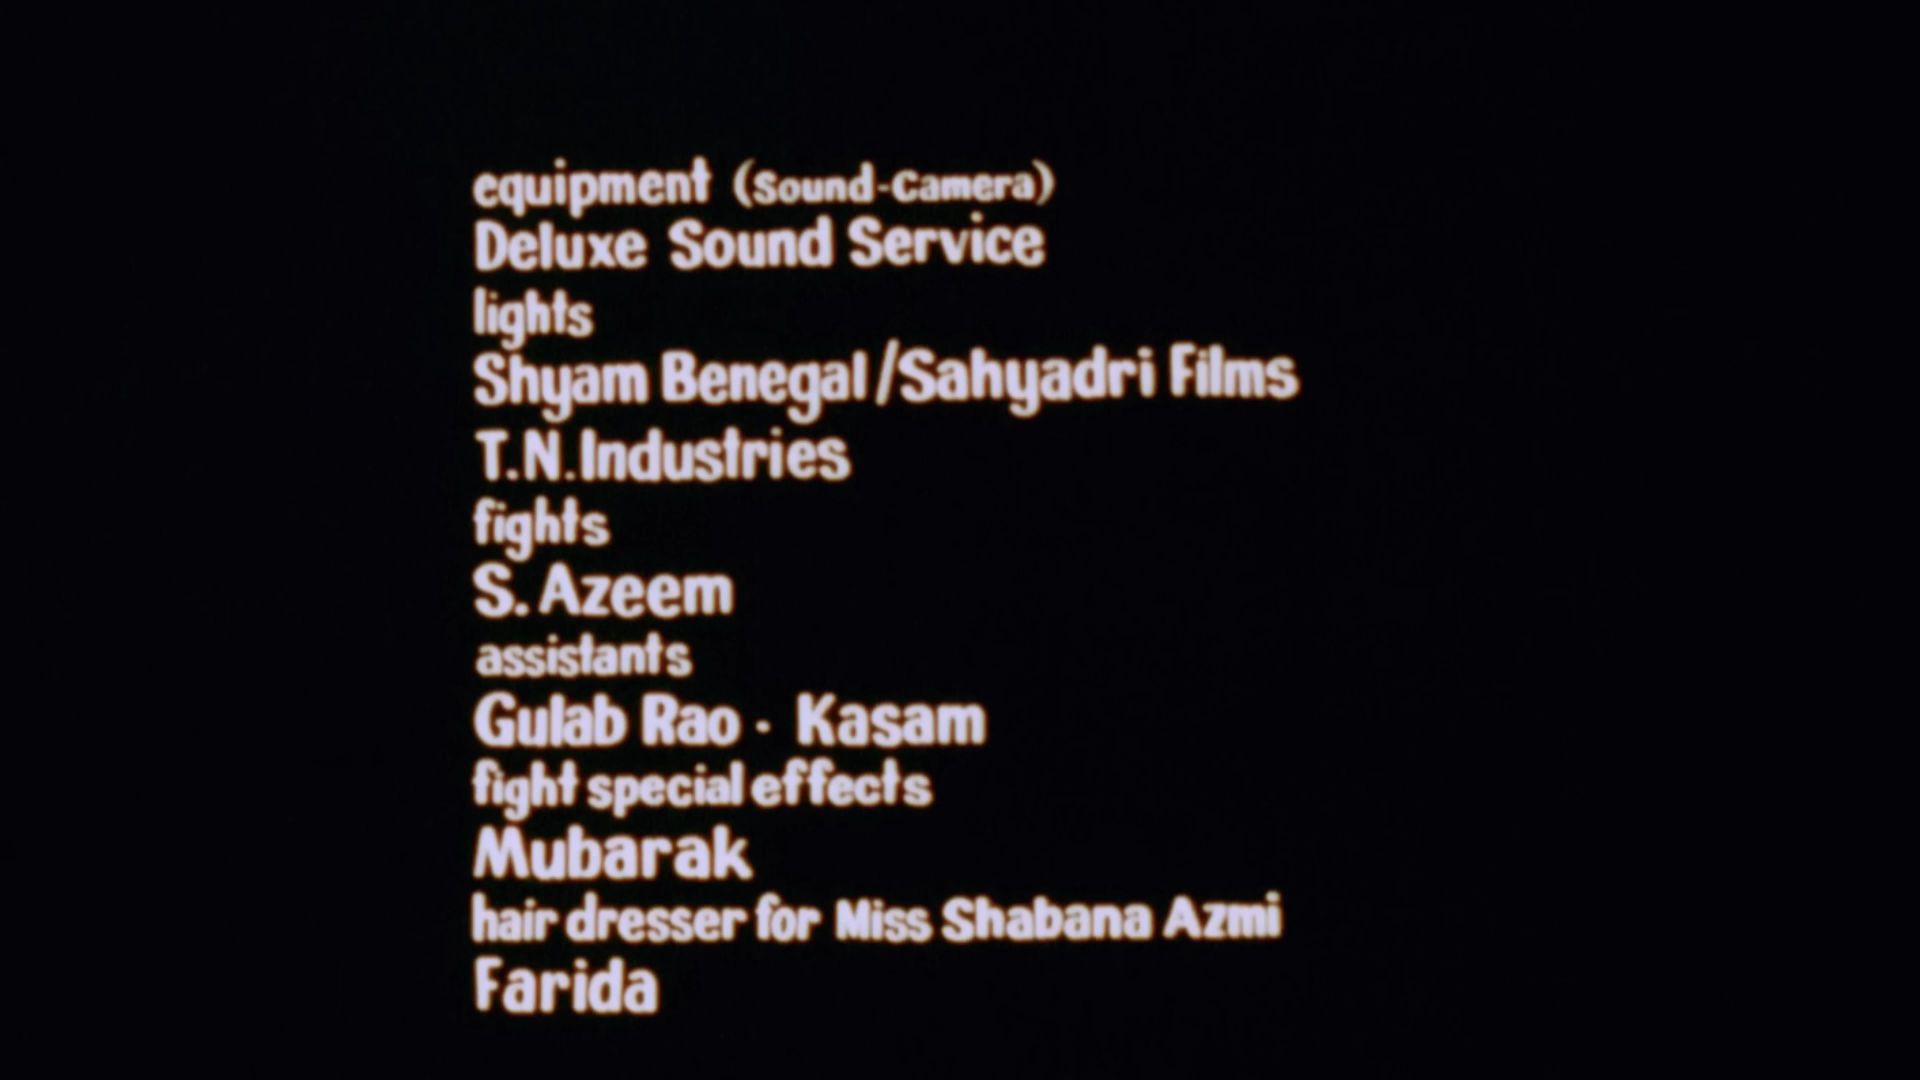 equipment (Sound-Camera)
Deluxe Sound Service
lights
Shyam Benegal/Sahyadri Films
T.N. Industries
fights
S. Azeem
assistants
Gulab Rao - Kasam
fight special effects
Mubarak
hair dresser for Miss Shabana Azmi
Farida